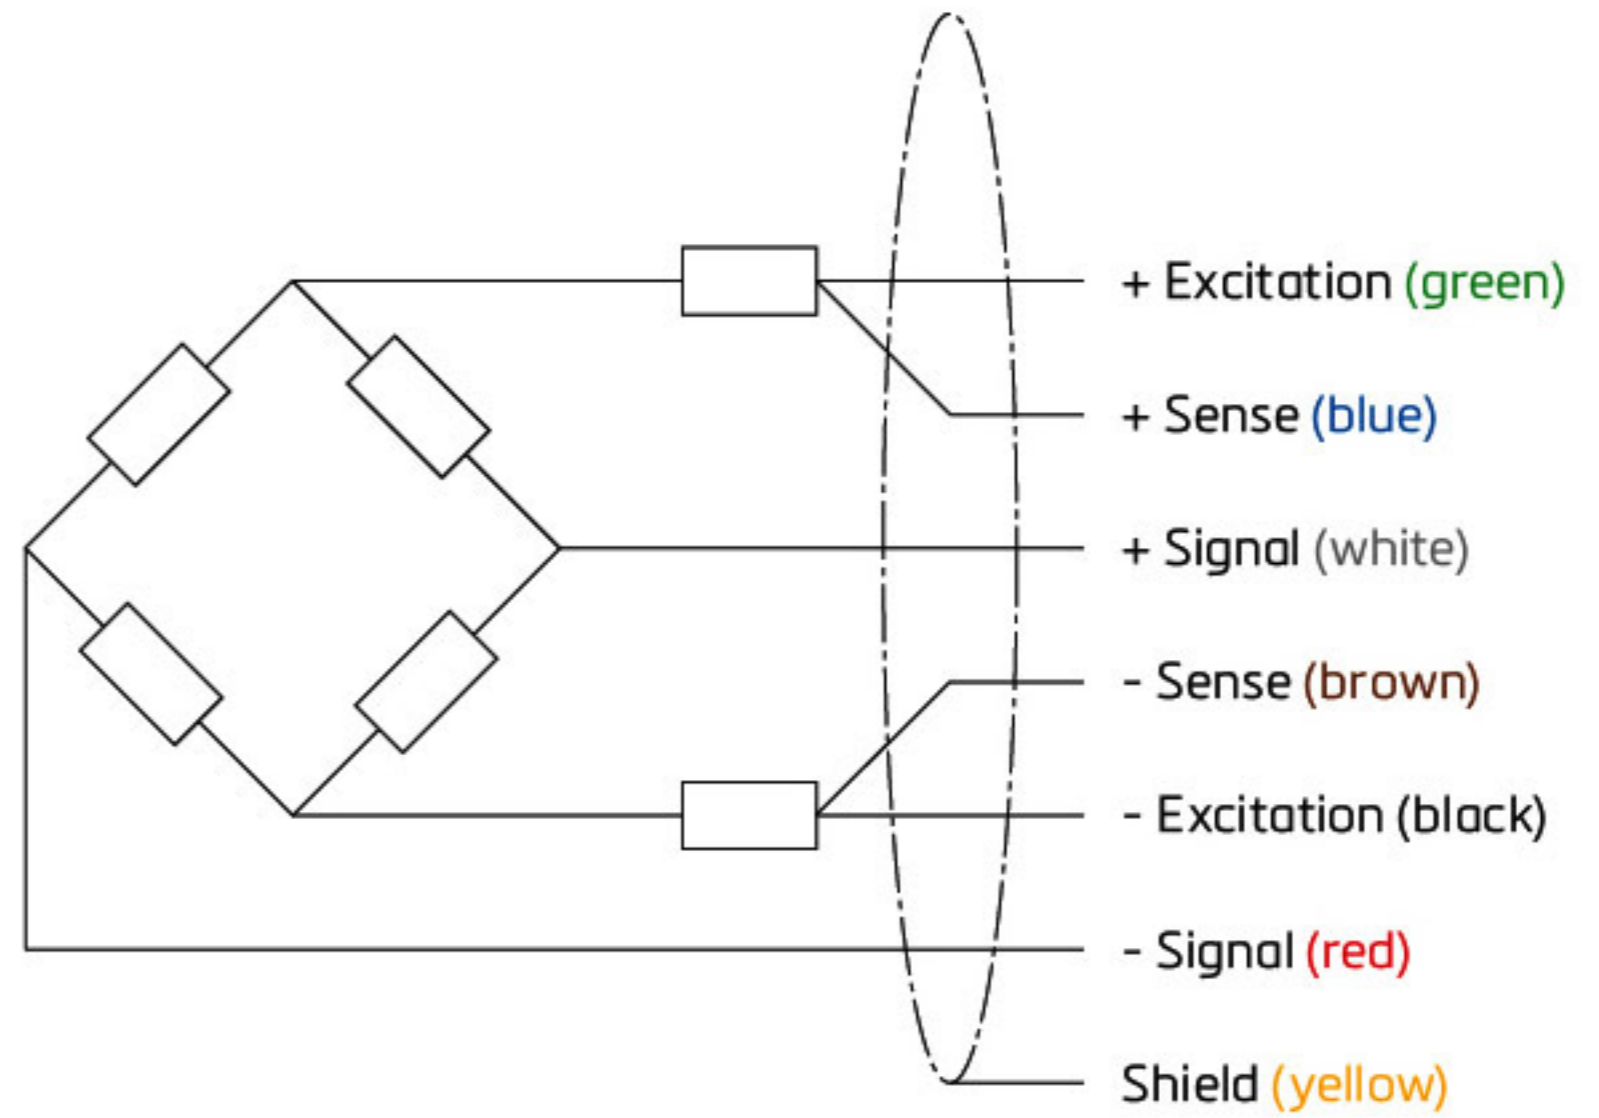 + Excitation (green)
+ Sense (blue)
+ Signal (white)
- Sense (brown)
- Excitation (black)
- Signal (red)
Shield (yellow)